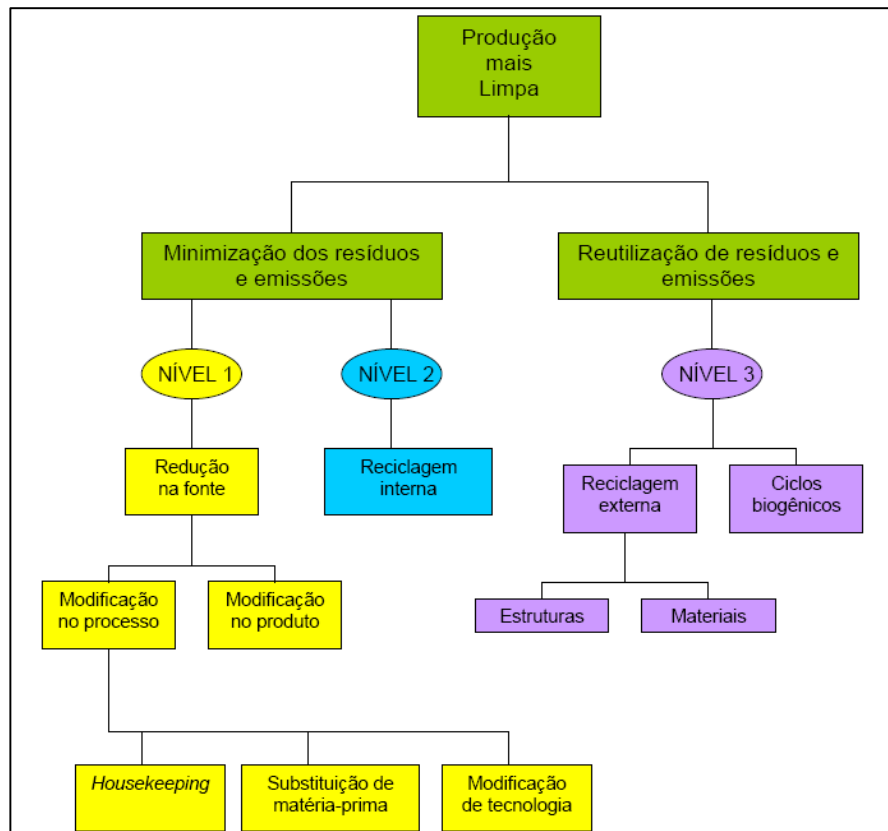 Produção
mais
Limpa
Minimização dos resíduos
e emissões
Reutilização de resíduos e
emissões
NÍVEL 1
NÍVEL 2
NÍVEL 3
Redução
na fonte
Reciclagem
interna
Reciclagem
externa
Ciclos
biogênicos
Modificação
no processo
Modificação
no produto
Estruturas
Materiais
Housekeeping
Substituição de
matéria-prima
Modificação
de tecnologia